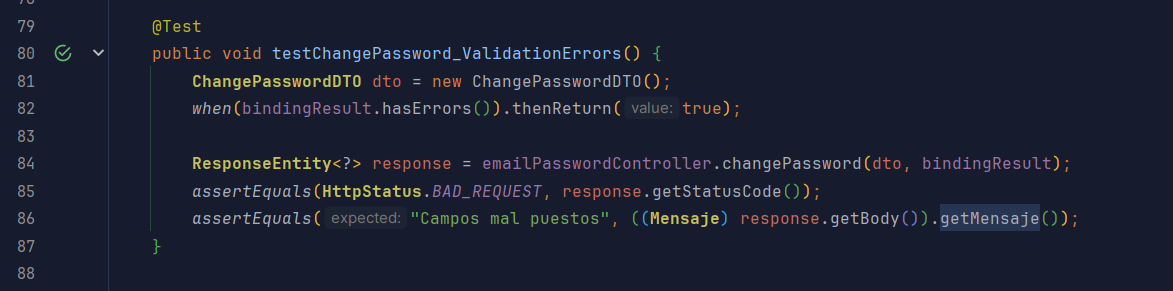 79 @Test
80 public void testChangePassword_ValidationErrors() {
81 ChangePasswordDTO dto = new ChangePasswordDTO();
82 when(bindingResult.hasErrors()).thenReturn( value: true);
83
84 ResponseEntity<?> response = emailPasswordController.changePassword(dto, bindingResult);
85 assertEquals(HttpStatus.BAD_REQUEST, response.getStatusCode());
86 assertEquals( expected: "Campos mal puestos", ((Mensaje) response.getBody()).getMensaje());
87 }
88